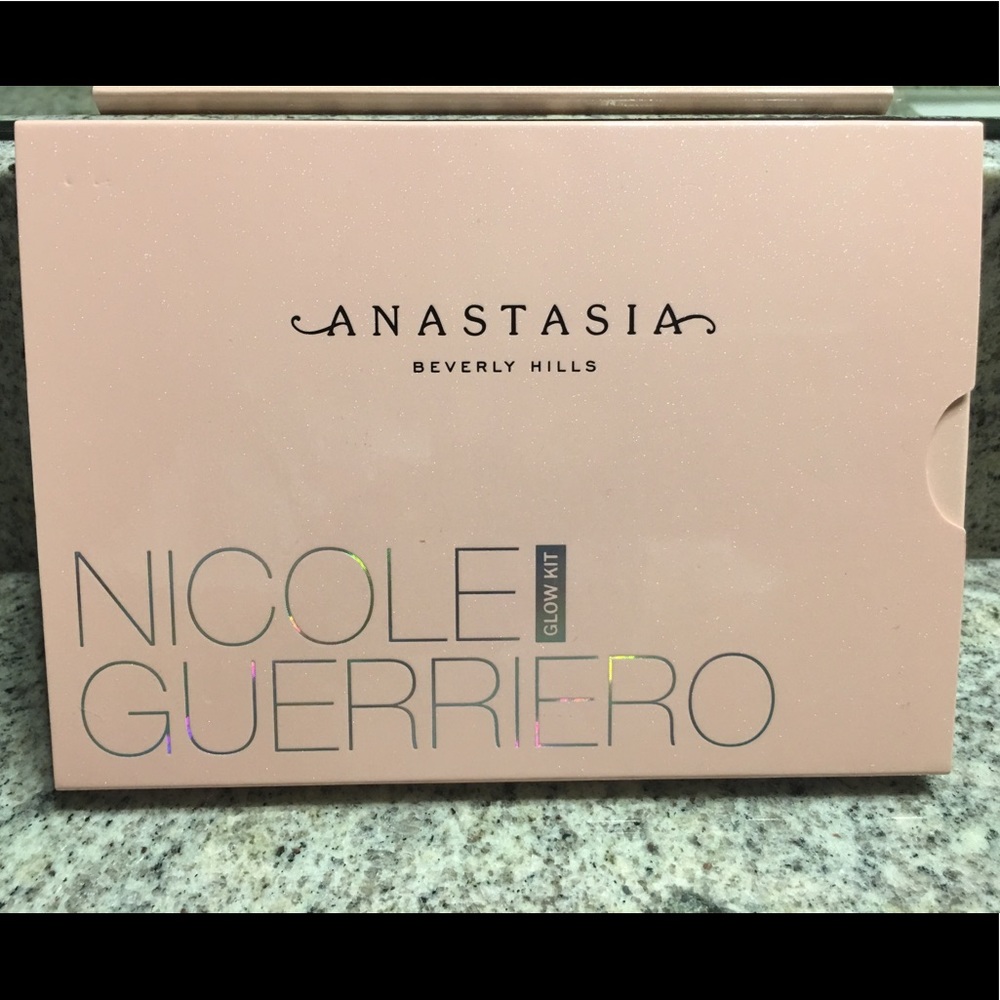 ANASTASIA
BEVERLY HILLS
NICOLE
GLOW KIT
GUERRIERO